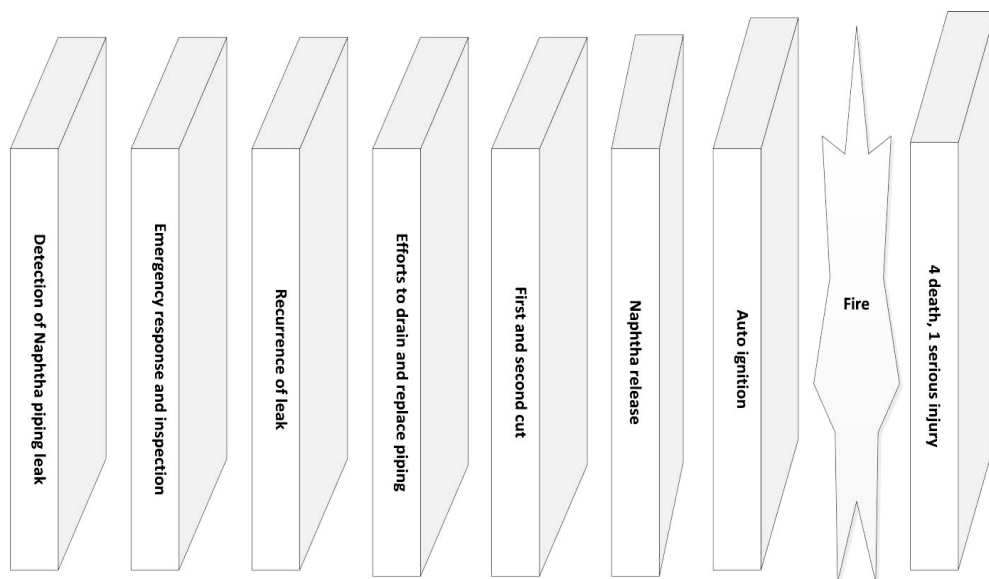 Detection of Naphtha piping leak
Emergency response and inspection
Recurrence of leak
Efforts to drain and replace piping
First and second cut
Naphtha release
Auto ignition
Fire
4 death, 1 serious injury